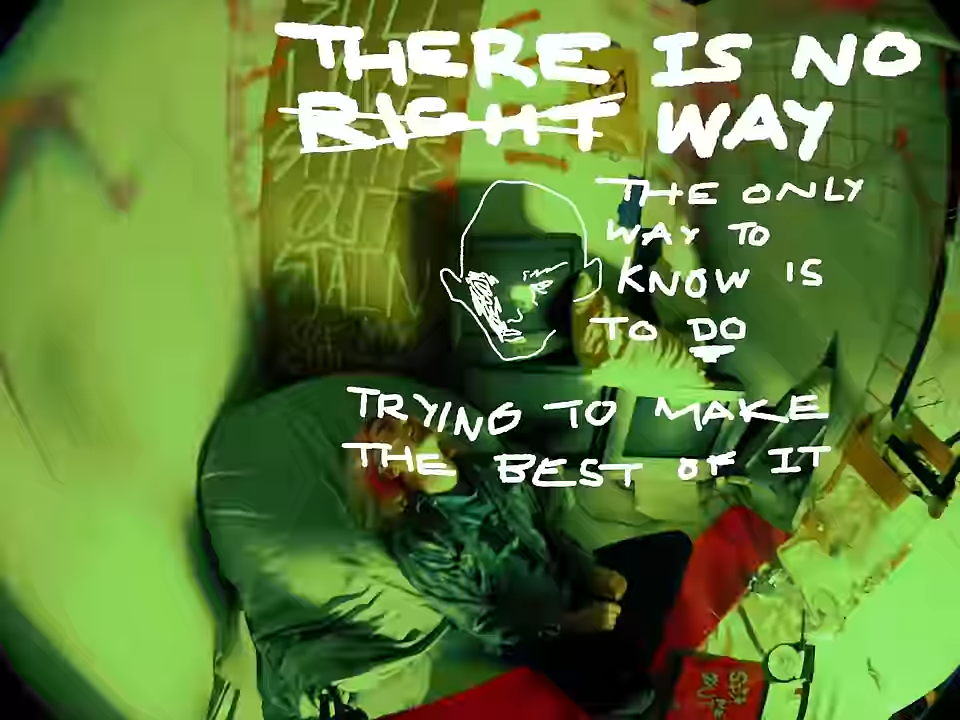 THERE IS NO
RIGHT WAY
THE ONLY
WAY TO
KNOW IS
TO DO
TRYING TO MAKE
THE BEST OF IT